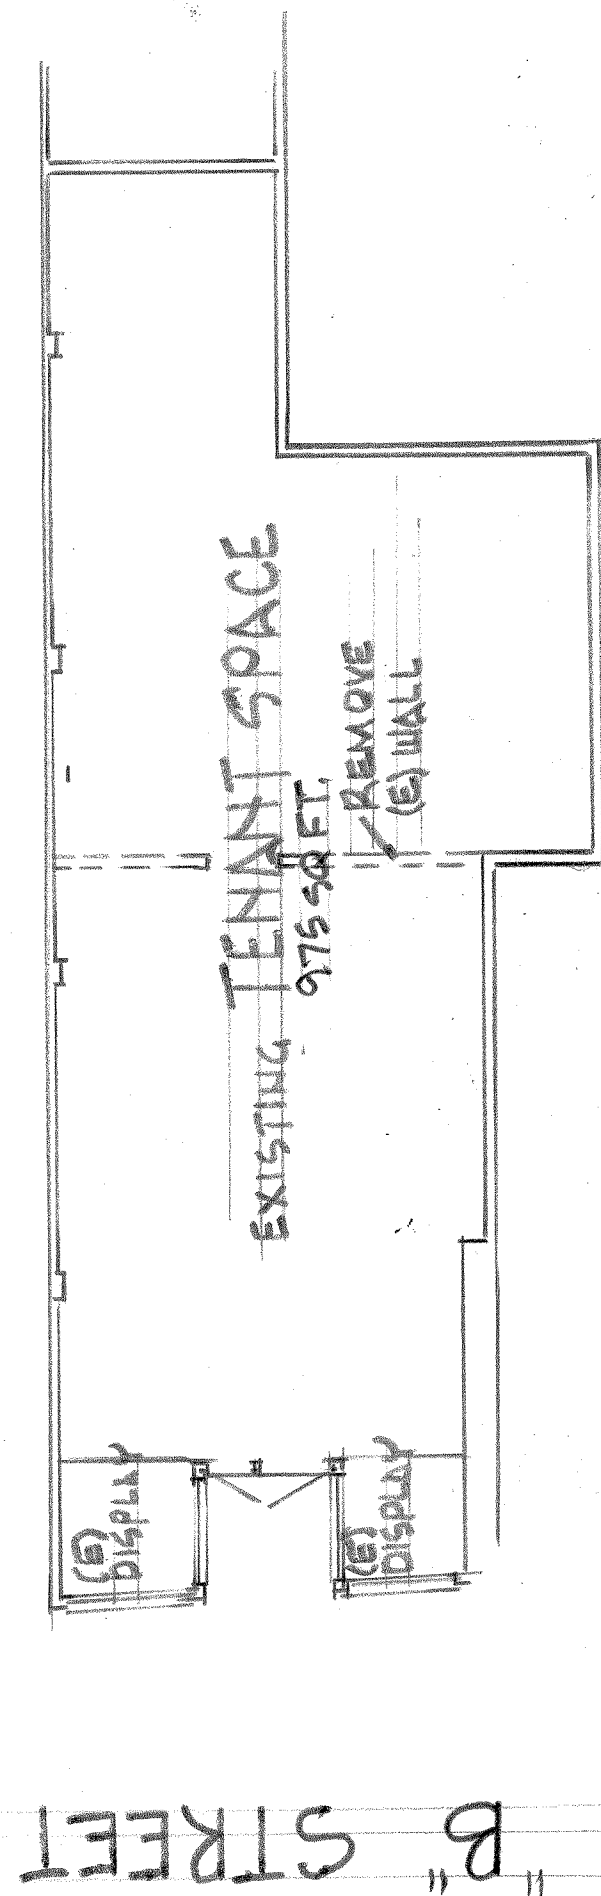 EXISTING TENANT SPACE
975 SQ FT.
REMOVE
(E) WALL
(E)
DISPLAY
(E)
DISPLAY
"B" STREET